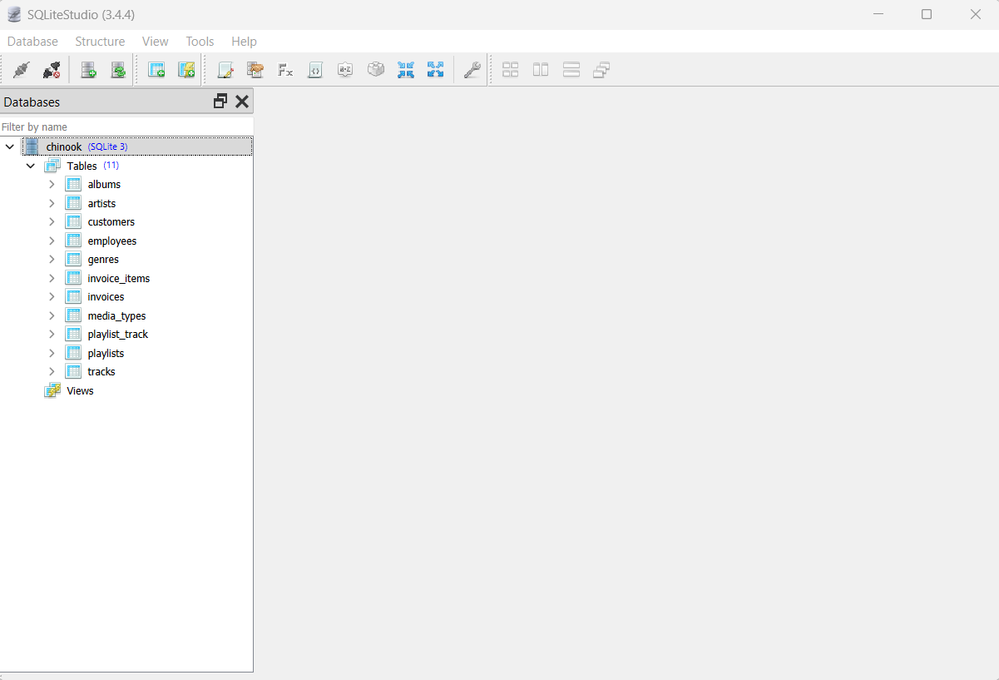 SQLiteStudio (3.4.4)
Database Structure View Tools Help
Databases
Filter by name
chinook (SQLite 3)
Tables (11)
albums
artists
customers
employees
genres
invoice_items
invoices
media_types
playlist_track
playlists
tracks
Views